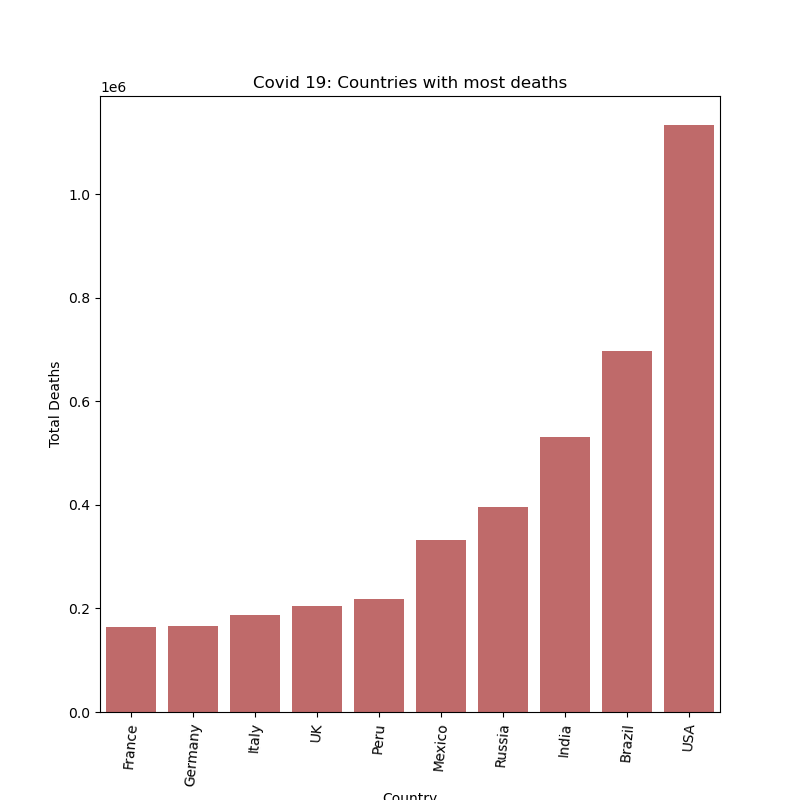 Covid 19: Countries with most deaths
1e6
1.0
0.8
0.6
0.4
0.2
0.0
Total Deaths
France
Germany
Italy
UK
Peru
Mexico
Russia
India
Brazil
USA
Country